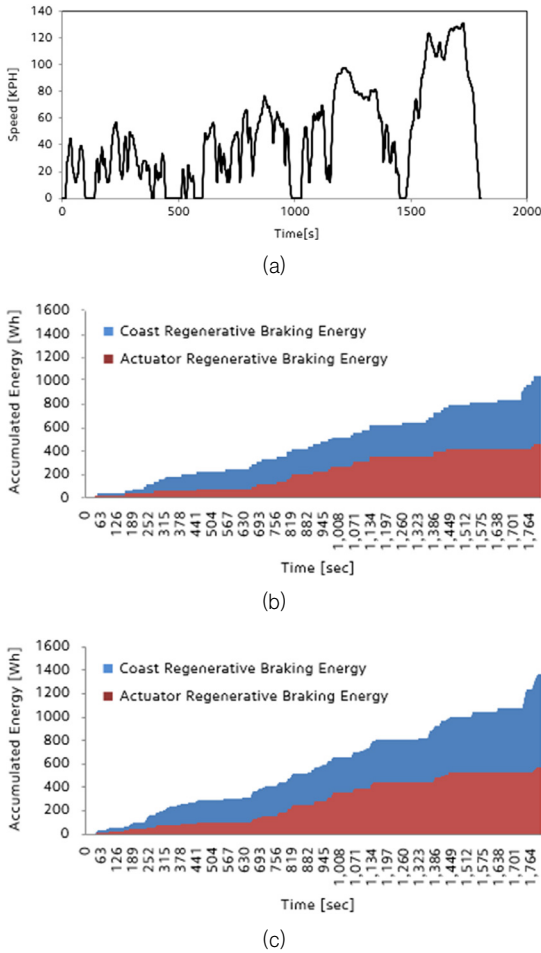 140
120
100
80
60
40
20
0
Speed [KPH]
0 500 1000 1500 2000
Time[s]
(a)
1600
1400
1200
1000
800
600
400
200
0
Accumulated Energy [Wh]
Coast Regenerative Braking Energy
Actuator Regenerative Braking Energy
0 63 126 189 252 315 378 441 504 567 630 693 756 819 882 945 1,008 1,071 1,134 1,197 1,260 1,323 1,386 1,449 1,512 1,575 1,638 1,701 1,764
Time [sec]
(b)
1600
1400
1200
1000
800
600
400
200
0
Accumulated Energy [Wh]
Coast Regenerative Braking Energy
Actuator Regenerative Braking Energy
0 63 126 189 252 315 378 441 504 567 630 693 756 819 882 945 1,008 1,071 1,134 1,197 1,260 1,323 1,386 1,449 1,512 1,575 1,638 1,701 1,764
Time [sec]
(c)